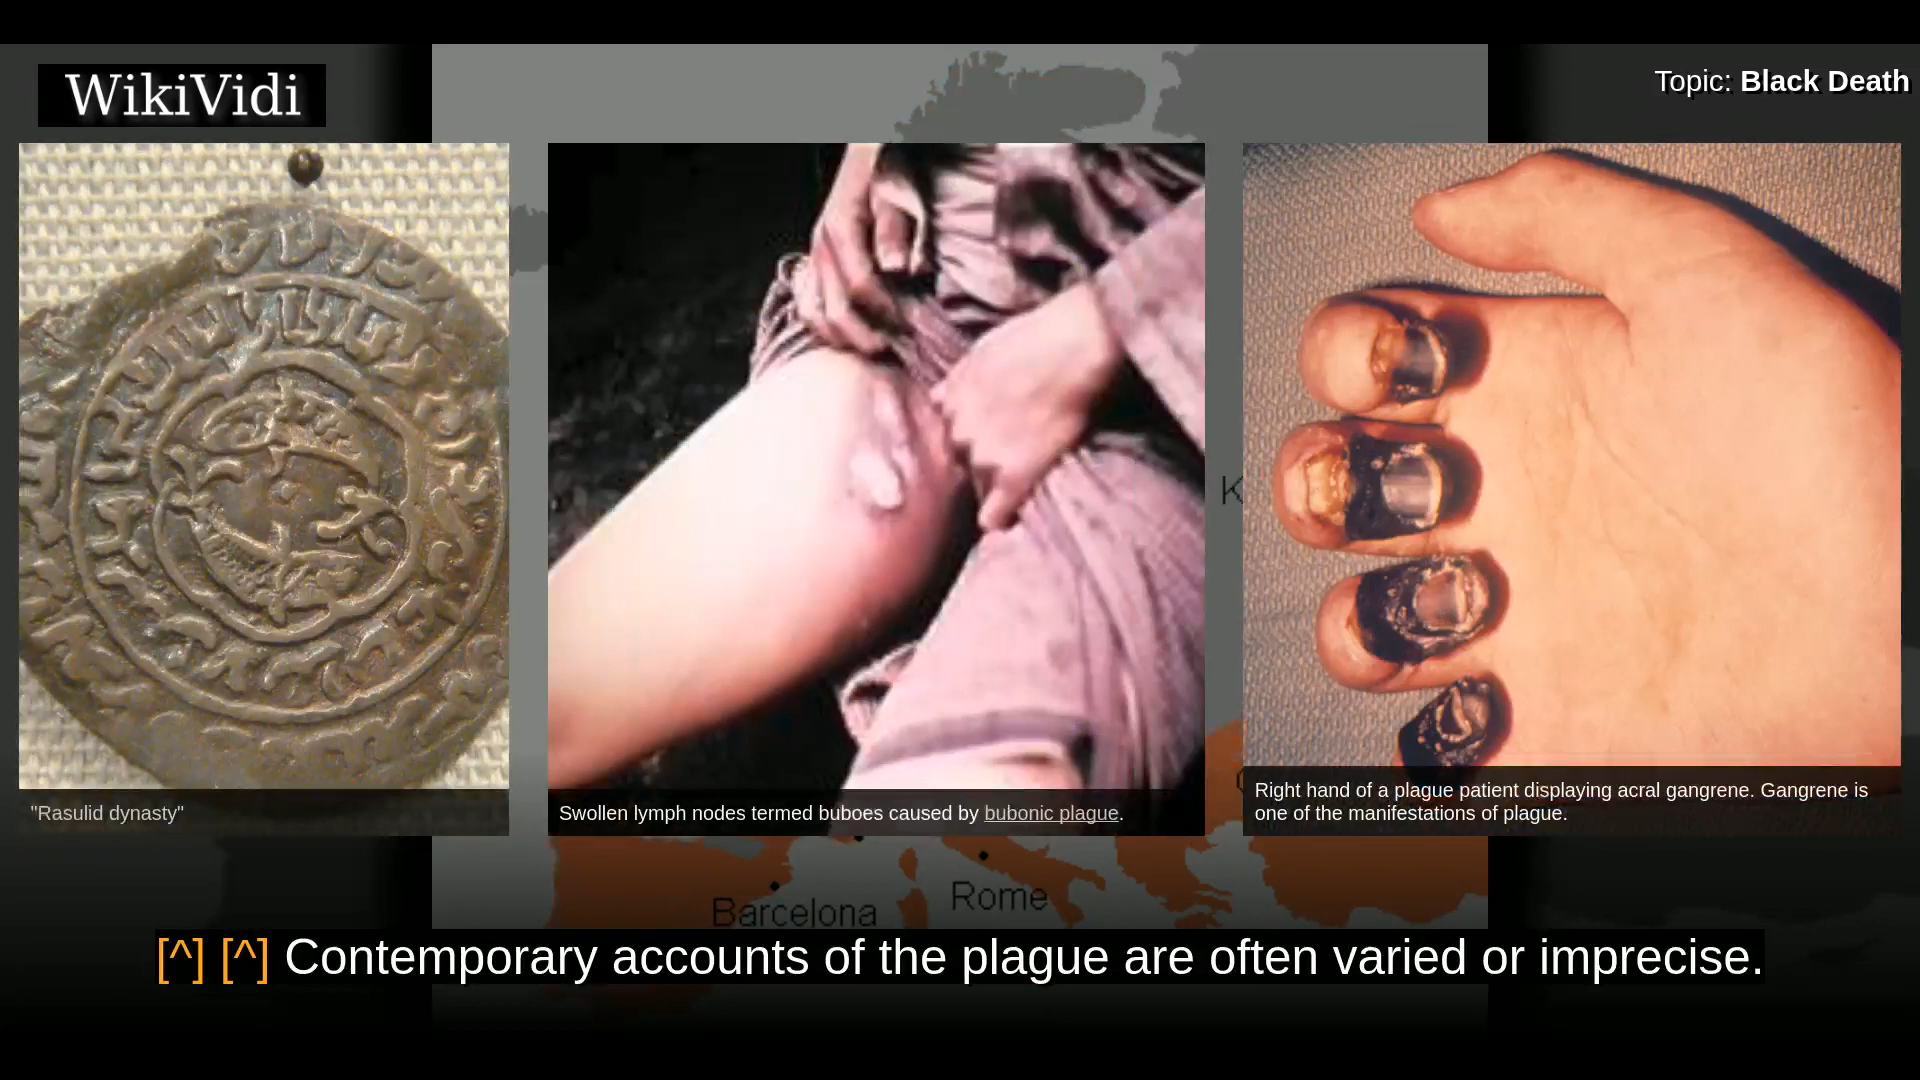 WikiVidi
Topic: Black Death
"Rasulid dynasty"
Swollen lymph nodes termed buboes caused by bubonic plague.
Right hand of a plague patient displaying acral gangrene. Gangrene is
one of the manifestations of plague.
K
Barcelona
Rome
[^] [^] Contemporary accounts of the plague are often varied or imprecise.